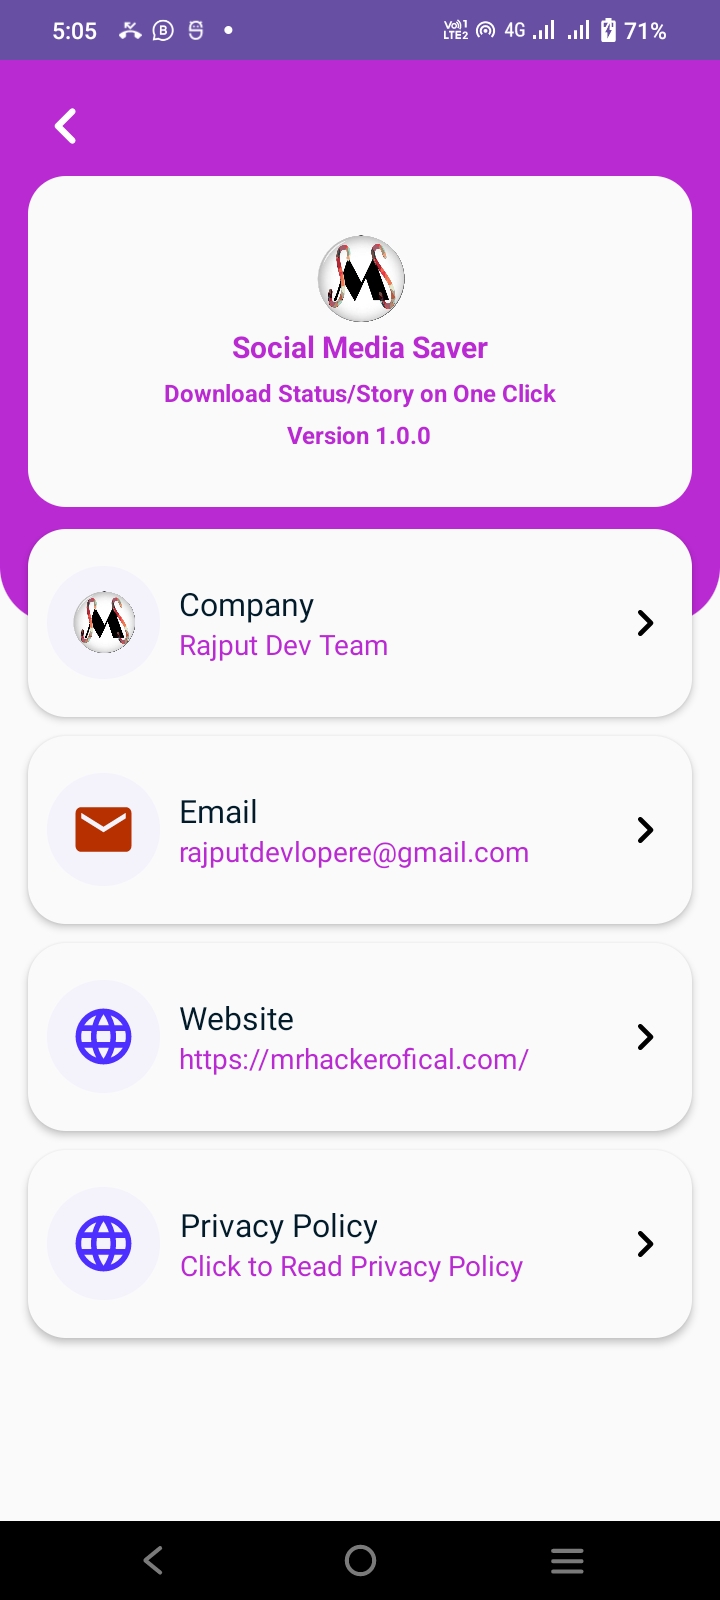 5:05
Vo)) 1
LTE2 4G 71%
Social Media Saver
Download Status/Story on One Click
Version 1.0.0
Company
Rajput Dev Team
Email
rajputdevlopere@gmail.com
Website
https://mrhackerofical.com/
Privacy Policy
Click to Read Privacy Policy